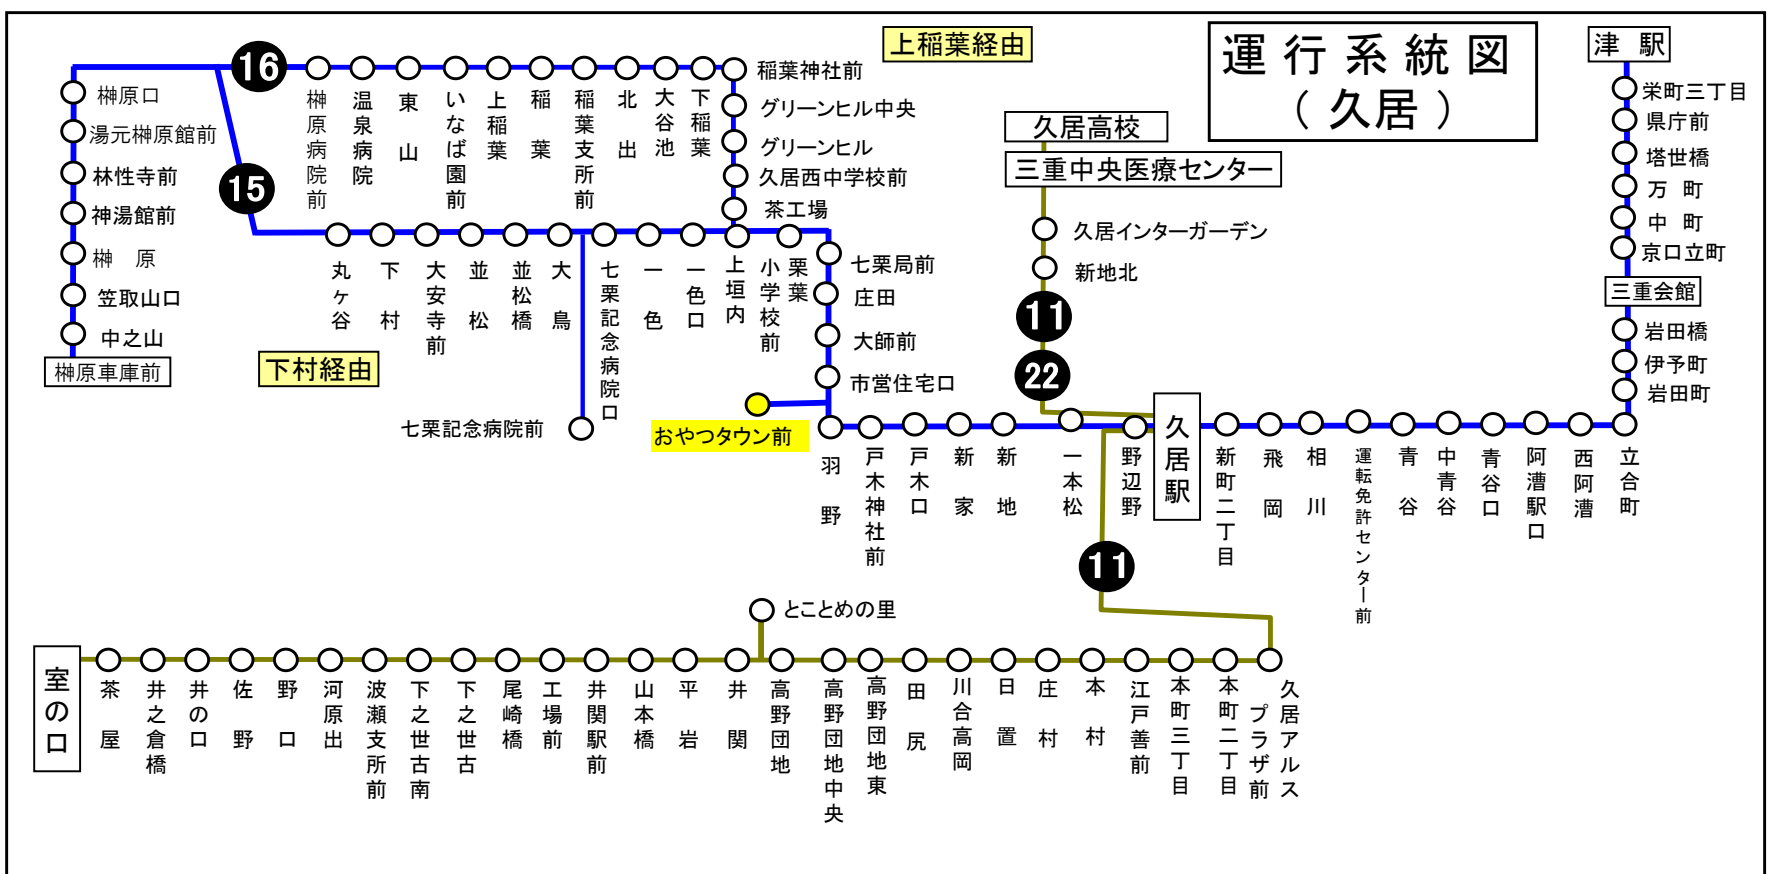 運行系統図
（久居）
上稲葉経由
津駅
栄町三丁目
県庁前
塔世橋
万町
中町
京口立町
三重会館
岩田橋
伊予町
岩田町
立合町
西阿漕
阿漕駅口
青谷口
中青谷
青谷
運転免許センター前
相川
飛岡
新町二丁目
久居駅
野辺野
一本松
新地
新家
戸木口
戸木神社前
羽野
おやつタウン前
市営住宅口
大師前
庄田
七栗局前
栗葉
小学校前
上垣内
一色口
一色
七栗記念病院口
七栗記念病院前
大鳥
並松橋
並松
大安寺前
下村
丸ヶ谷
下村経由
15
16
茶工場
久居西中学校前
グリーンヒル
グリーンヒル中央
稲葉神社前
下稲葉
大谷池
北出
稲葉支所前
稲葉
上稲葉
いなば園前
東山
温泉病院
榊原病院前
榊原口
湯元榊原館前
林性寺前
神湯館前
榊原
笠取山口
中之山
榊原車庫前
久居高校
三重中央医療センター
久居インターガーデン
新地北
11
22
11
久居アルス
プラザ前
本町二丁目
本町三丁目
江戸善前
本村
庄村
日置
川合高岡
田尻
高野団地東
高野団地中央
高野団地
とことめの里
井関
平岩
山本橋
井関駅前
工場前
尾崎橋
下之世古
下之世古南
波瀬支所前
河原出
野口
佐野
井の口
井之倉橋
茶屋
室の口